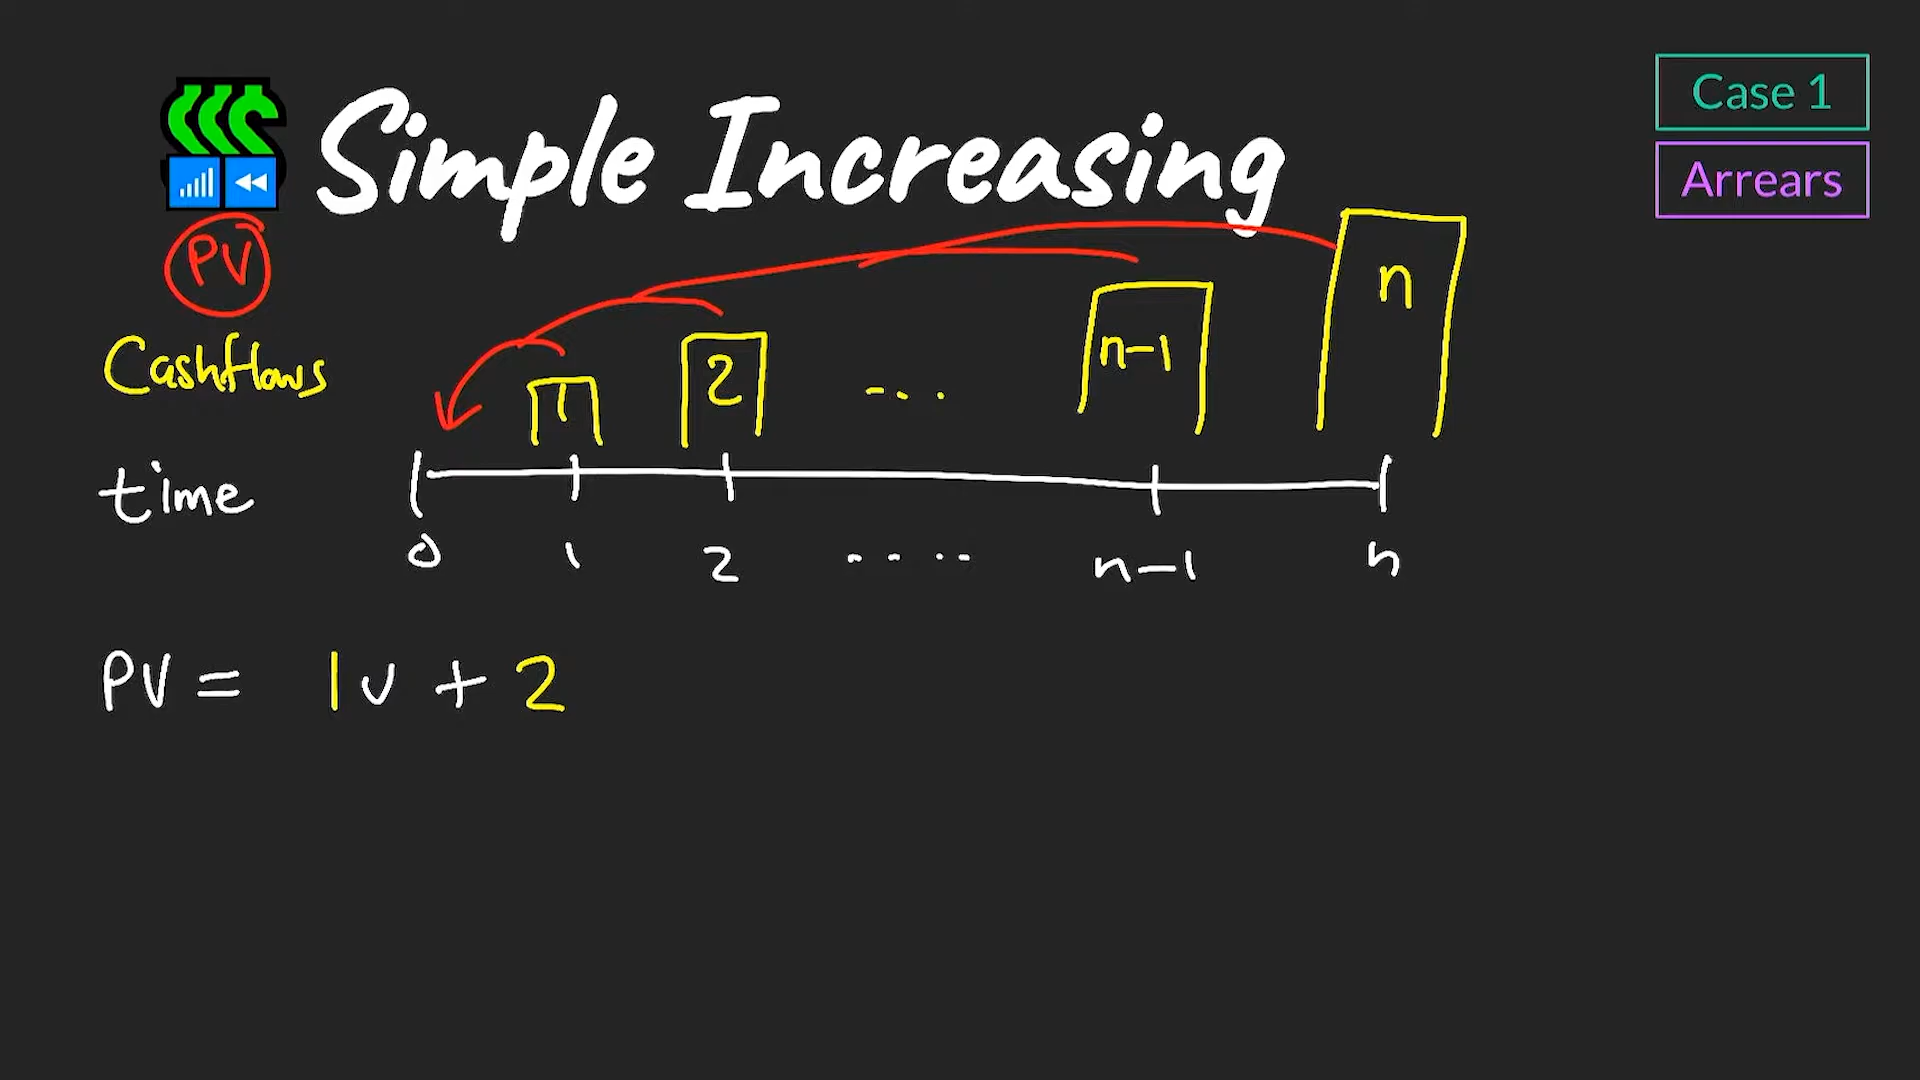 Simple Increasing
Case 1
Arrears
PV
Cashflows
1 2 ... n-1 n
time
0 1 2 .... n-1 n
PV = 1v + 2